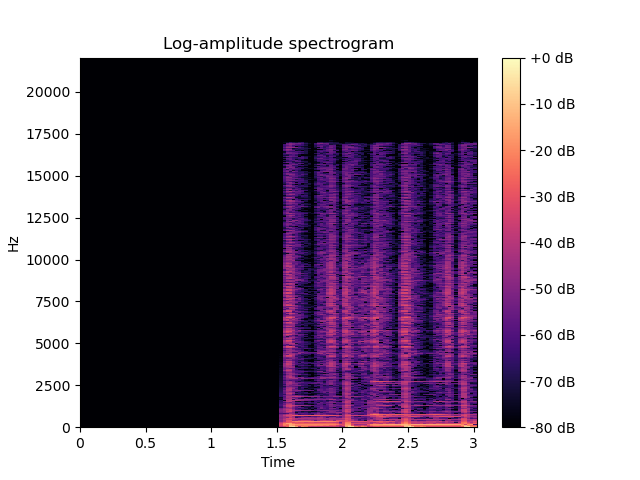 Log-amplitude spectrogram
20000
17500
15000
12500
10000
7500
5000
2500
0
Hz
0 0.5 1 1.5 2 2.5 3
Time
+0 dB
-10 dB
-20 dB
-30 dB
-40 dB
-50 dB
-60 dB
-70 dB
-80 dB